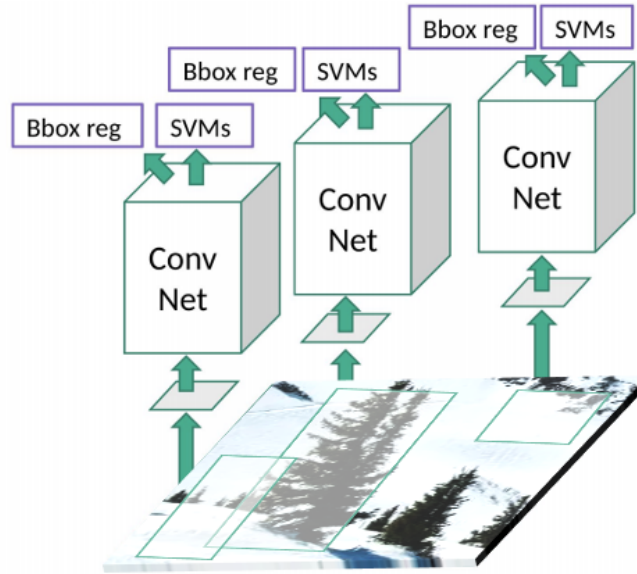 Bbox reg
SVMs
Bbox reg
SVMs
Bbox reg
SVMs
Conv
Net
Conv
Net
Conv
Net